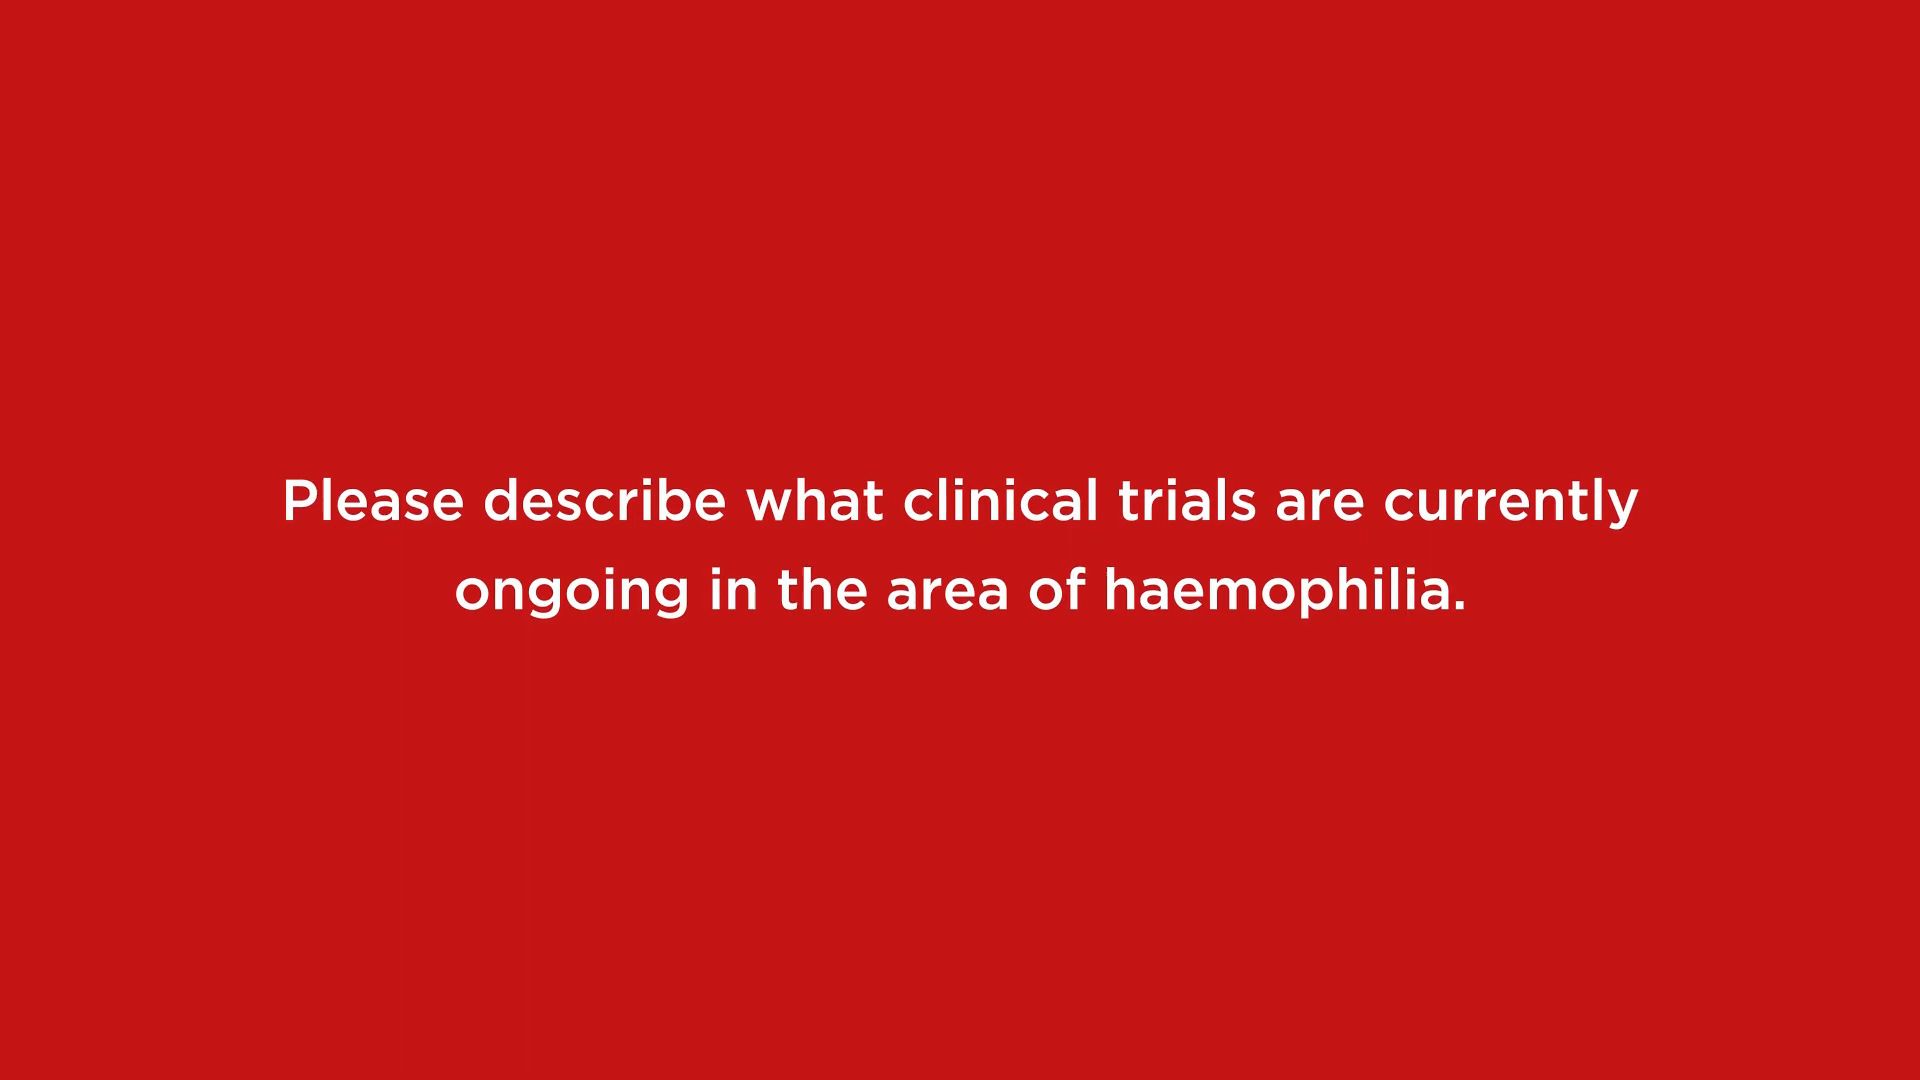 Please describe what clinical trials are currently
ongoing in the area of haemophilia.